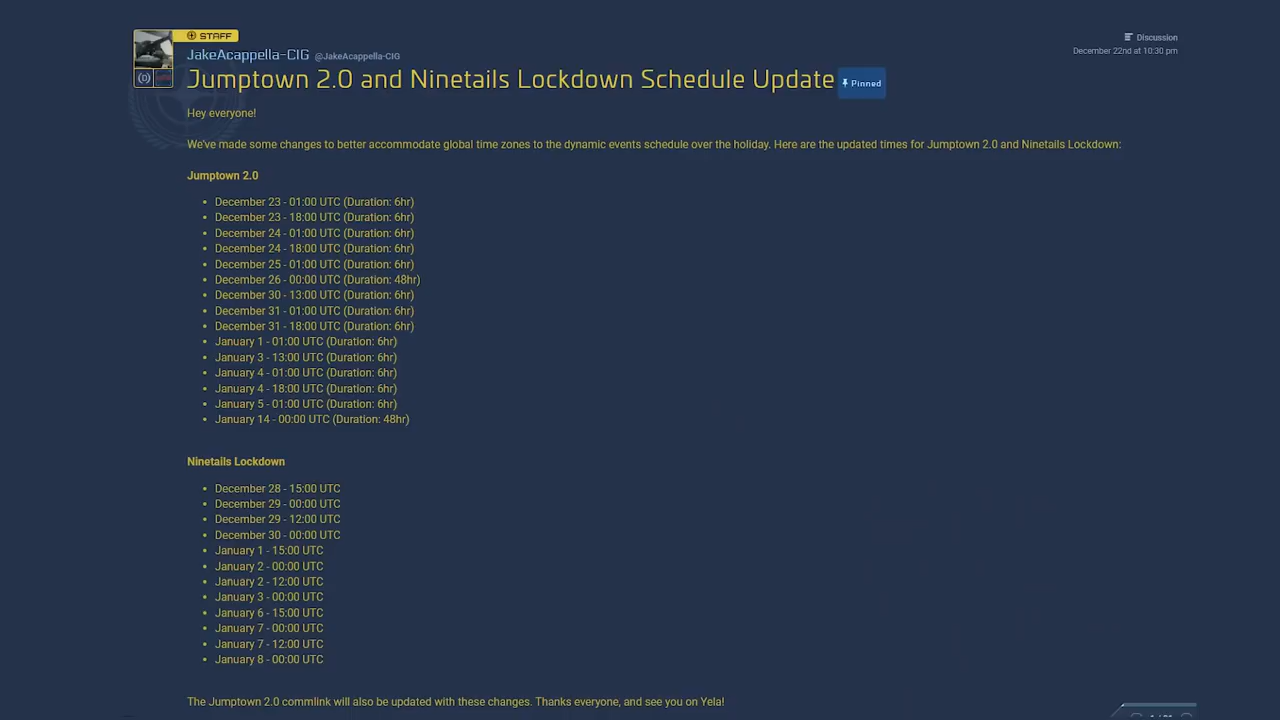 STAFF
JakeAcappella-CIG @JakeAcappella-CIG
Discussion
December 22nd at 10:30 pm
Jumptown 2.0 and Ninetails Lockdown Schedule Update Pinned
Hey everyone!
We've made some changes to better accommodate global time zones to the dynamic events schedule over the holiday. Here are the updated times for Jumptown 2.0 and Ninetails Lockdown:
Jumptown 2.0
• December 23 - 01:00 UTC (Duration: 6hr)
• December 23 - 18:00 UTC (Duration: 6hr)
• December 24 - 01:00 UTC (Duration: 6hr)
• December 24 - 18:00 UTC (Duration: 6hr)
• December 25 - 01:00 UTC (Duration: 6hr)
• December 26 - 00:00 UTC (Duration: 48hr)
• December 30 - 13:00 UTC (Duration: 6hr)
• December 31 - 01:00 UTC (Duration: 6hr)
• December 31 - 18:00 UTC (Duration: 6hr)
• January 1 - 01:00 UTC (Duration: 6hr)
• January 3 - 13:00 UTC (Duration: 6hr)
• January 4 - 01:00 UTC (Duration: 6hr)
• January 4 - 18:00 UTC (Duration: 6hr)
• January 5 - 01:00 UTC (Duration: 6hr)
• January 14 - 00:00 UTC (Duration: 48hr)
Ninetails Lockdown
• December 28 - 15:00 UTC
• December 29 - 00:00 UTC
• December 29 - 12:00 UTC
• December 30 - 00:00 UTC
• January 1 - 15:00 UTC
• January 2 - 00:00 UTC
• January 2 - 12:00 UTC
• January 3 - 00:00 UTC
• January 6 - 15:00 UTC
• January 7 - 00:00 UTC
• January 7 - 12:00 UTC
• January 8 - 00:00 UTC
The Jumptown 2.0 commlink will also be updated with these changes. Thanks everyone, and see you on Yela!